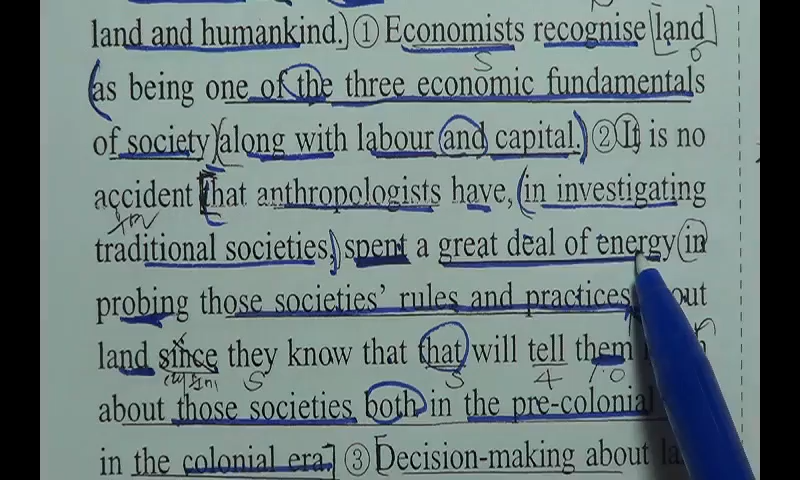 land and humankind. ① Economists recognise land
S
O
as being one of the three economic fundamentals
of society along with labour and capital. ② It is no
accident that anthropologists have, in investigating
traditional societies, spent a great deal of energy in
probing those societies' rules and practices
land since they know that that will tell them
S
S
4
I.O
about those societies both in the pre-colonial
in the colonial era. ③ Decision-making about